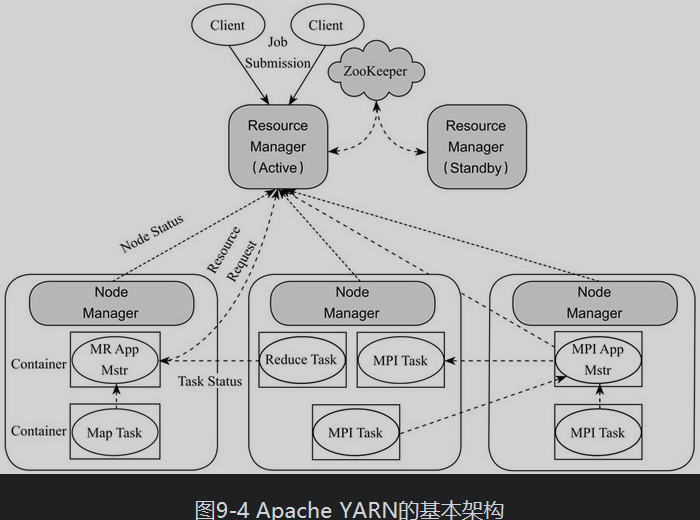 Client
Client
Job
Submission
ZooKeeper
Resource
Manager
(Active)
Resource
Manager
(Standby)
Node Status
Resource
Request
Node
Manager
Node
Manager
Node
Manager
Container
MR App
Mstr
Task Status
Reduce Task
MPI Task
MPI App
Mstr
Container
Map Task
MPI Task
MPI Task
图9-4 Apache YARN的基本架构